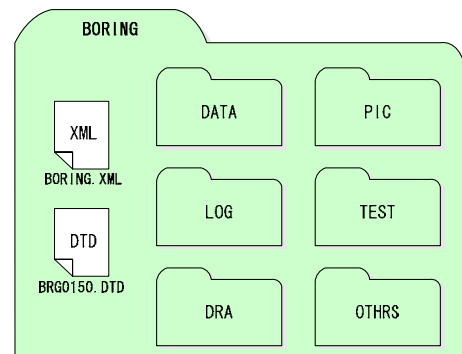 BORING
DATA
PIC
XML
BORING.XML
LOG
TEST
DTD
BRG0150.DTD
DRA
OTHRS